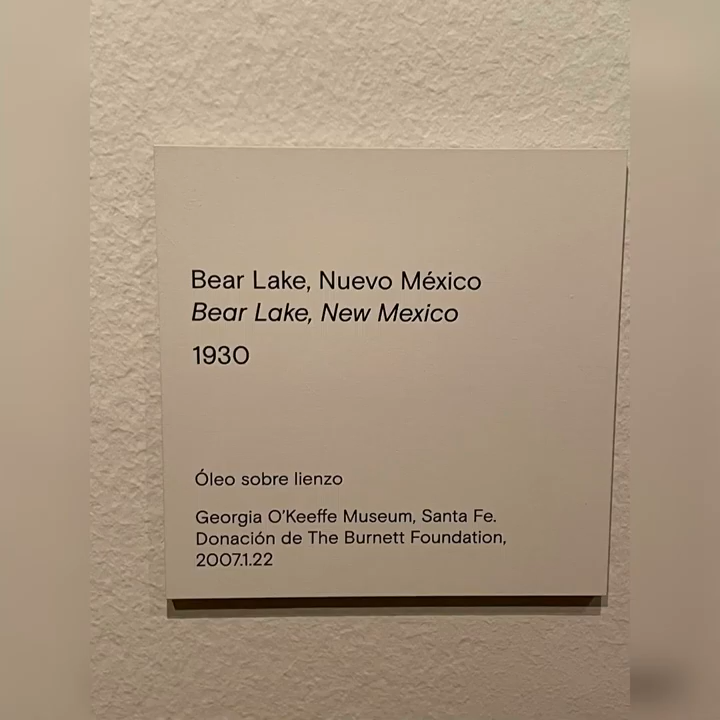 Bear Lake, Nuevo México
Bear Lake, New Mexico
1930
Óleo sobre lienzo
Georgia O'Keeffe Museum, Santa Fe.
Donación de The Burnett Foundation,
2007.1.22